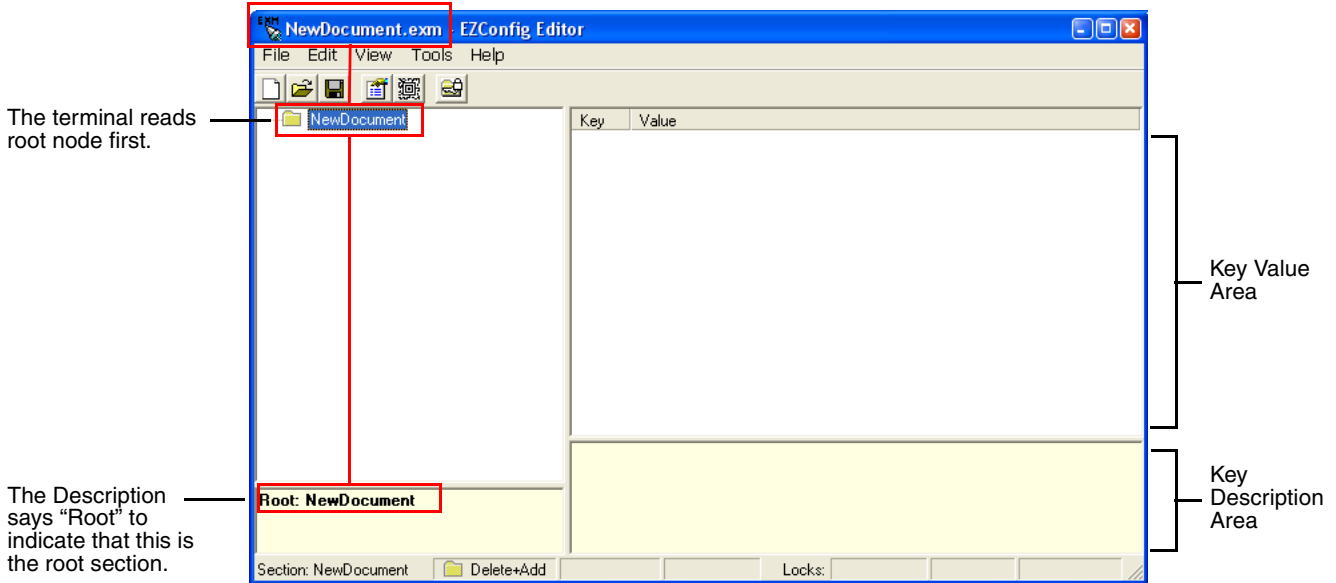 EXM
NewDocument.exm - EZConfig Editor
File Edit View Tools Help
The terminal reads
root node first.
NewDocument
Key Value
Key Value
Area
Root: NewDocument
The Description
says “Root” to
indicate that this is
the root section.
Key
Description
Area
Section: NewDocument Delete+Add Locks: